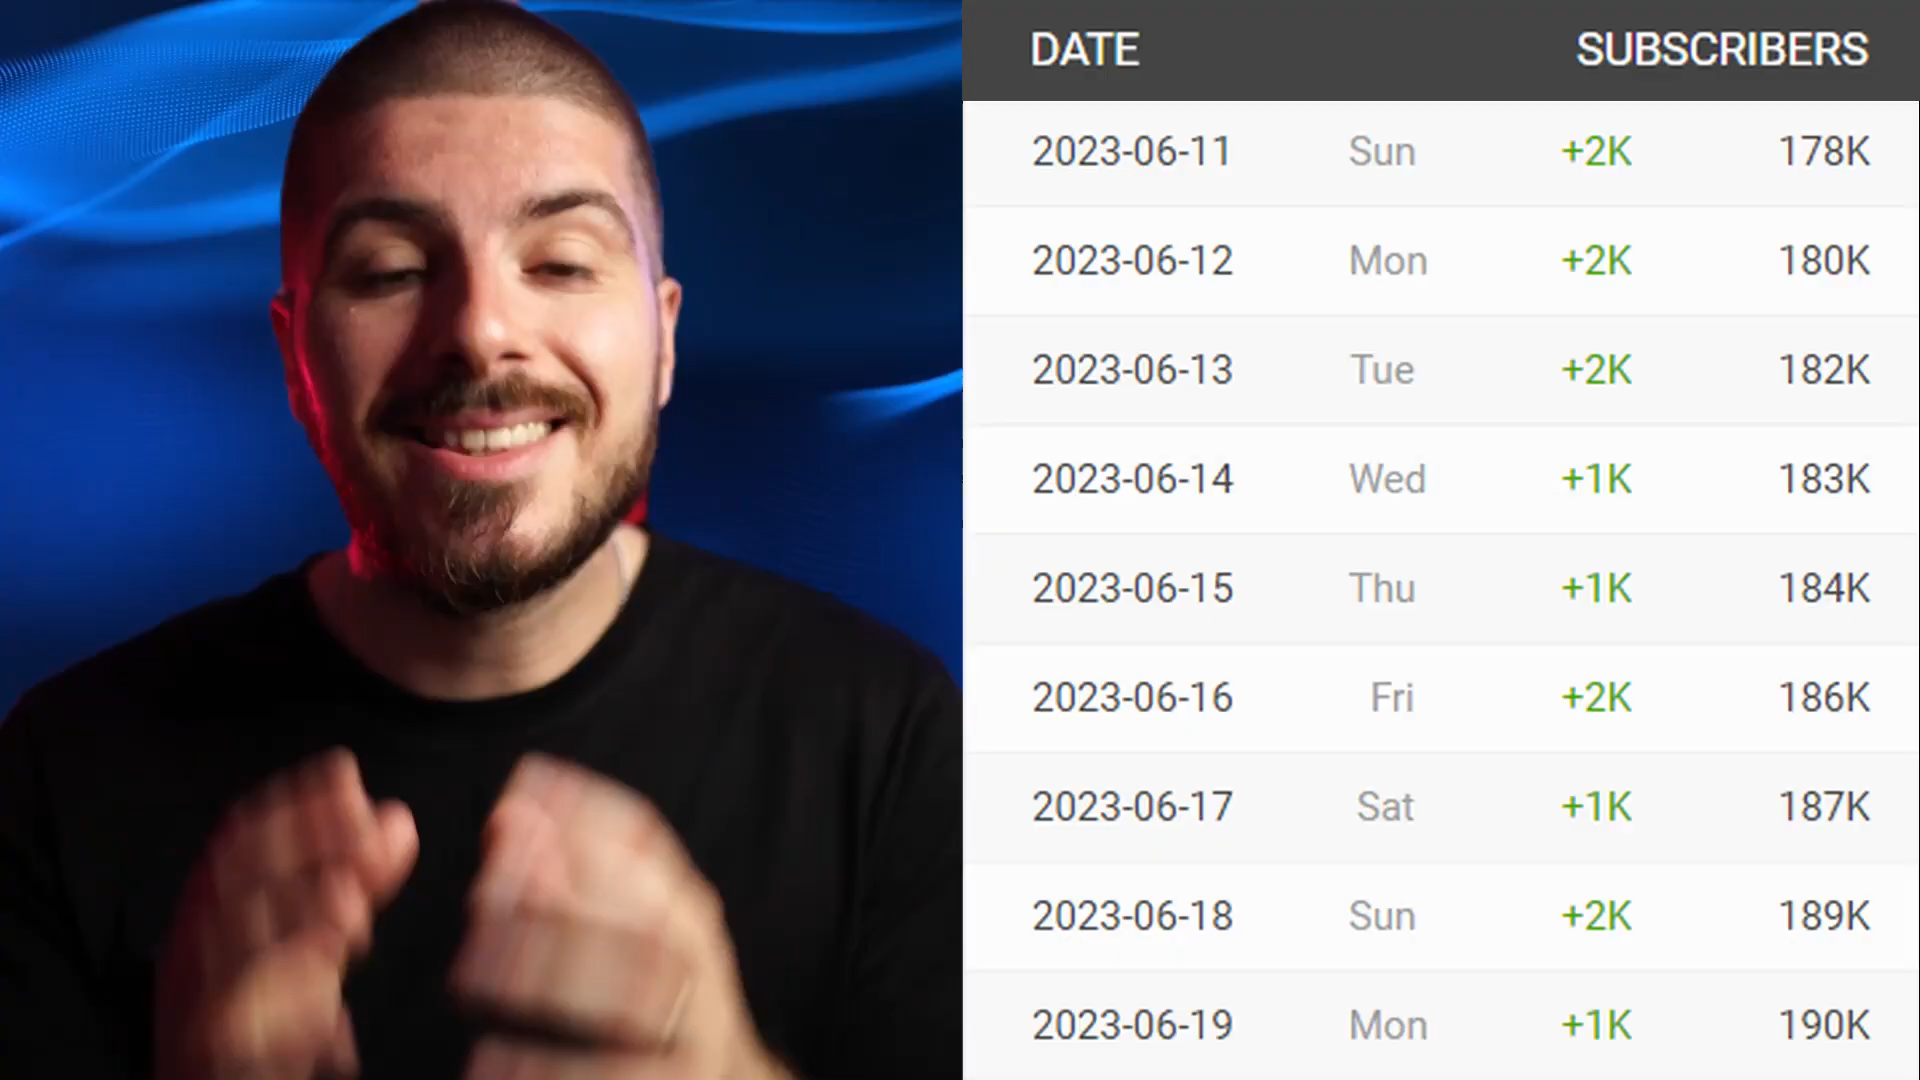 DATE SUBSCRIBERS
2023-06-11 Sun +2K 178K
2023-06-12 Mon +2K 180K
2023-06-13 Tue +2K 182K
2023-06-14 Wed +1K 183K
2023-06-15 Thu +1K 184K
2023-06-16 Fri +2K 186K
2023-06-17 Sat +1K 187K
2023-06-18 Sun +2K 189K
2023-06-19 Mon +1K 190K